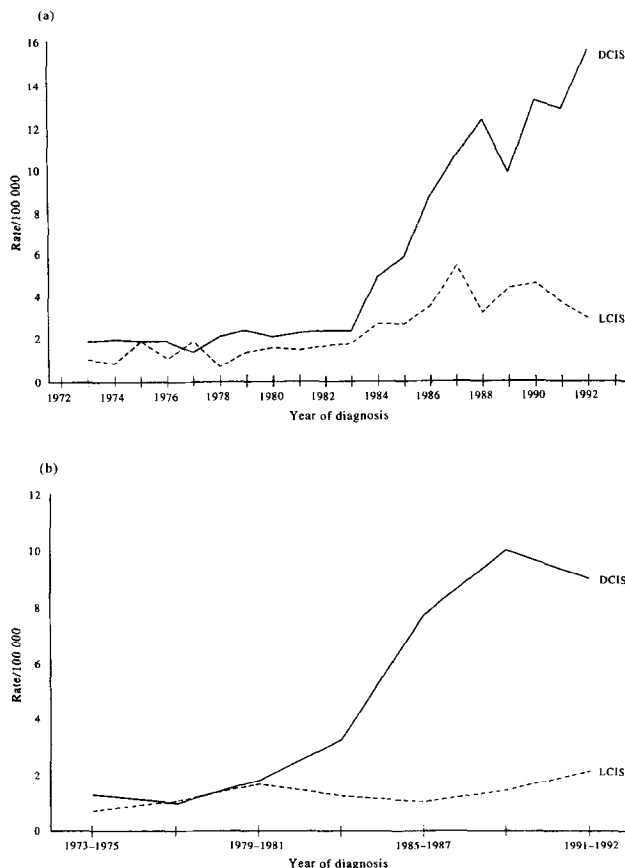 (a)
16
14
12
10
8
6
4
2
0
Rate/100 000
DCIS
LCIS
1972 1974 1976 1978 1980 1982 1984 1986 1988 1990 1992
Year of diagnosis
(b)
12
10
8
6
4
2
0
Rate/100 000
DCIS
LCIS
1973–1975 1979–1981 1985–1987 1991–1992
Year of diagnosis